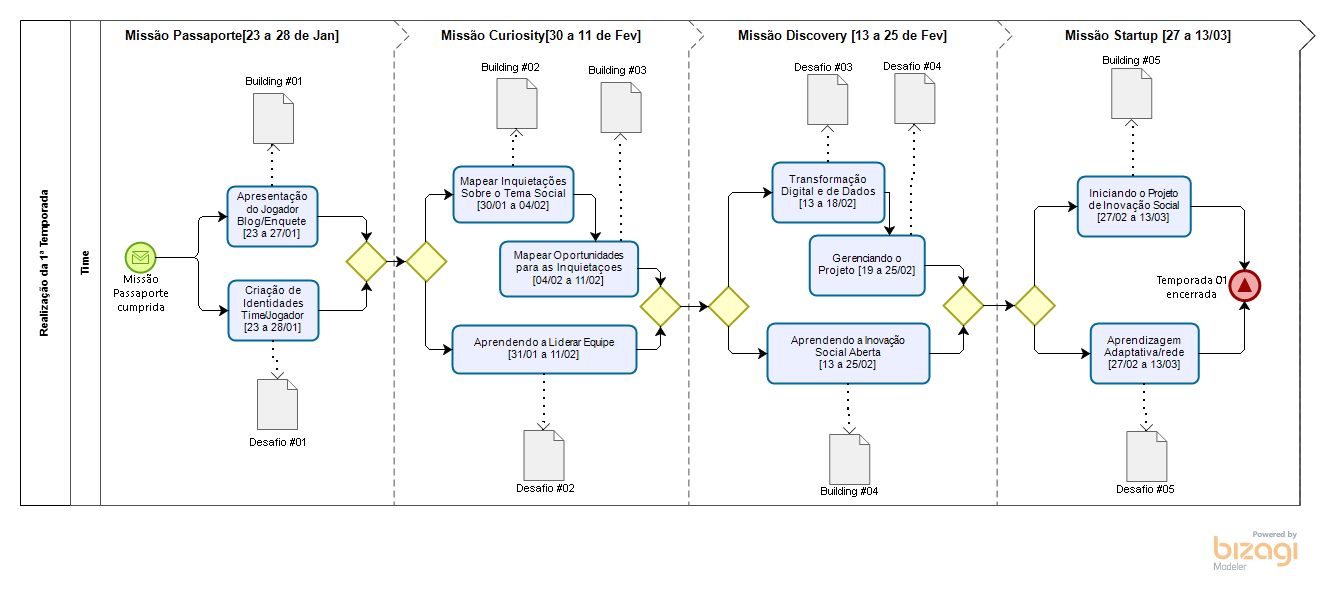 Realização da 1ª Temporada
Time
Missão Passaporte[23 a 28 de Jan]
Missão Curiosity[30 a 11 de Fev]
Missão Discovery [13 a 25 de Fev]
Missão Startup [27 a 13/03]
Building #01
Apresentação
do Jogador
Blog/Enquete
[23 a 27/01]
Missão
Passaporte
cumprida
Criação de
Identidades
Time/Jogador
[23 a 28/01]
Desafio #01
Building #02
Building #03
Mapear Inquietações
Sobre o Tema Social
[30/01 a 04/02]
Mapear Oportunidades
para as Inquietaçoes
[04/02 a 11/02]
Aprendendo a Liderar Equipe
[31/01 a 11/02]
Desafio #02
Desafio #03
Desafio #04
Transformação
Digital e de Dados
[13 a 18/02]
Gerenciando o
Projeto [19 a 25/02]
Aprendendo a Inovação
Social Aberta
[13 a 25/02]
Building #04
Building #05
Iniciando o Projeto
de Inovação Social
[27/02 a 13/03]
Temporada 01
encerrada
Aprendizagem
Adaptativa/rede
[27/02 a 13/03]
Desafio #05
Powered by
bizagi
Modeler